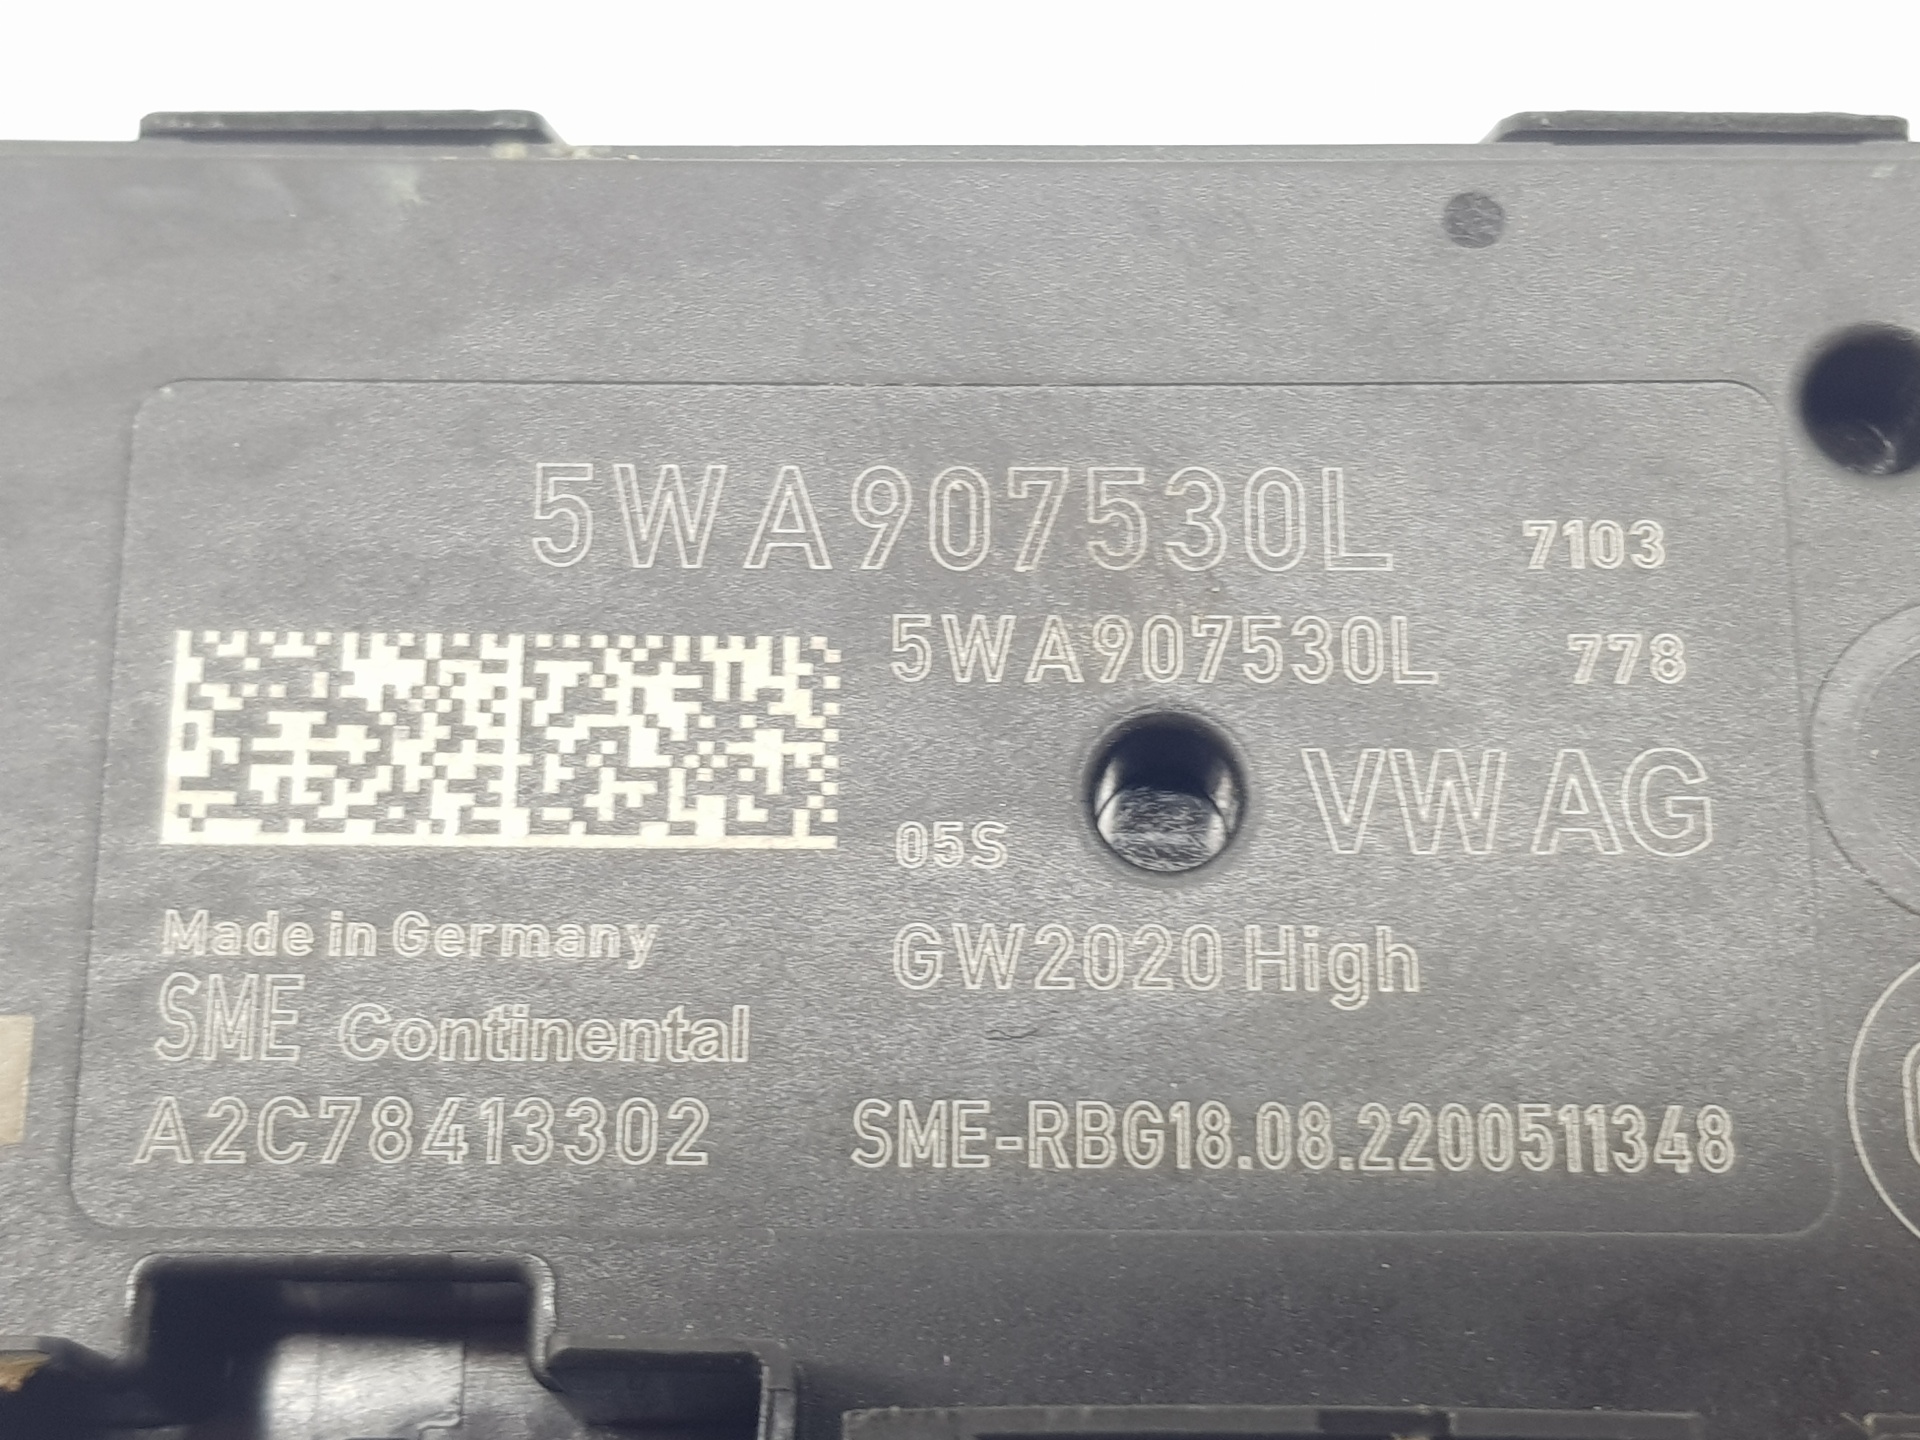 5WA907530L 7103
5WA907530L 778
VW AG
05S
Made in Germany
GW2020 High
SME Continental
A2C78413302
SME-RBG18.08.2200511348